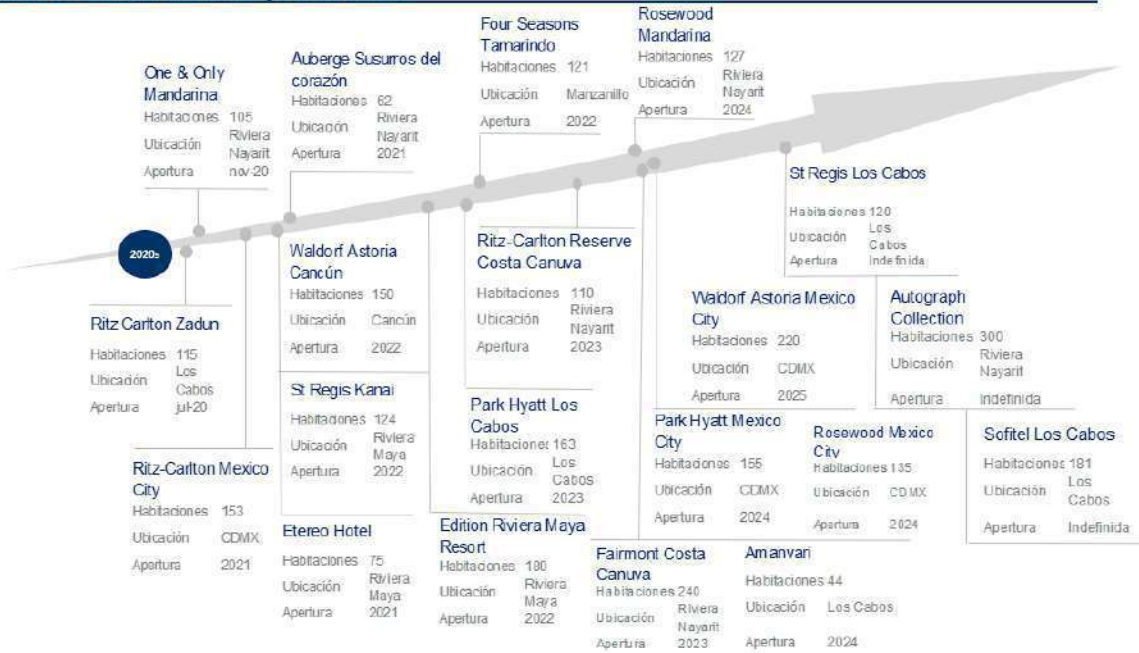 One & Only
Mandarina
Habitaciones 105
Ubicación Riviera
Nayarit
Apertura nov-20
Auberge Susurros del
corazón
Habitaciones 62
Ubicación Riviera
Nayarit
Apertura 2021
Four Seasons
Tamarindo
Habitaciones 121
Ubicación Manzanillo
Apertura 2022
Rosewood
Mandarina
Habitaciones 127
Ubicación Riviera
Nayarit
Apertura 2024
2020s
Ritz Carlton Zadun
Habitaciones 115
Ubicación Los
Cabos
Apertura jul-20
Ritz-Carlton Mexico
City
Habitaciones 153
Ubicación CDMX
Apertura 2021
Waldorf Astoria
Cancún
Habitaciones 150
Ubicación Cancún
Apertura 2022
St Regis Kanai
Habitaciones 124
Ubicación Riviera
Maya
Apertura 2022
Etereo Hotel
Habitaciones 75
Ubicación Riviera
Maya
Apertura 2021
Ritz-Carlton Reserve
Costa Canuva
Habitaciones 110
Ubicación Riviera
Nayarit
Apertura 2023
Park Hyatt Los
Cabos
Habitaciones 163
Ubicación Los
Cabos
Apertura 2023
Edition Riviera Maya
Resort
Habitaciones 180
Ubicación Riviera
Maya
Apertura 2022
St Regis Los Cabos
Habitaciones 120
Ubicación Los
Cabos
Apertura Indefinida
Waldorf Astoria Mexico
City
Habitaciones 220
Ubicación CDMX
Apertura 2025
Autograph
Collection
Habitaciones 300
Ubicación Riviera
Nayarit
Apertura Indefinida
Park Hyatt Mexico
City
Habitaciones 155
Ubicación CDMX
Apertura 2024
Rosewood Mexico
City
Habitaciones 135
Ubicación CDMX
Apertura 2024
Sofitel Los Cabos
Habitaciones 181
Ubicación Los
Cabos
Apertura Indefinida
Fairmont Costa
Canuva
Habitaciones 240
Ubicación Riviera
Nayarit
Apertura 2023
Amanvari
Habitaciones 44
Ubicación Los Cabos
Apertura 2024